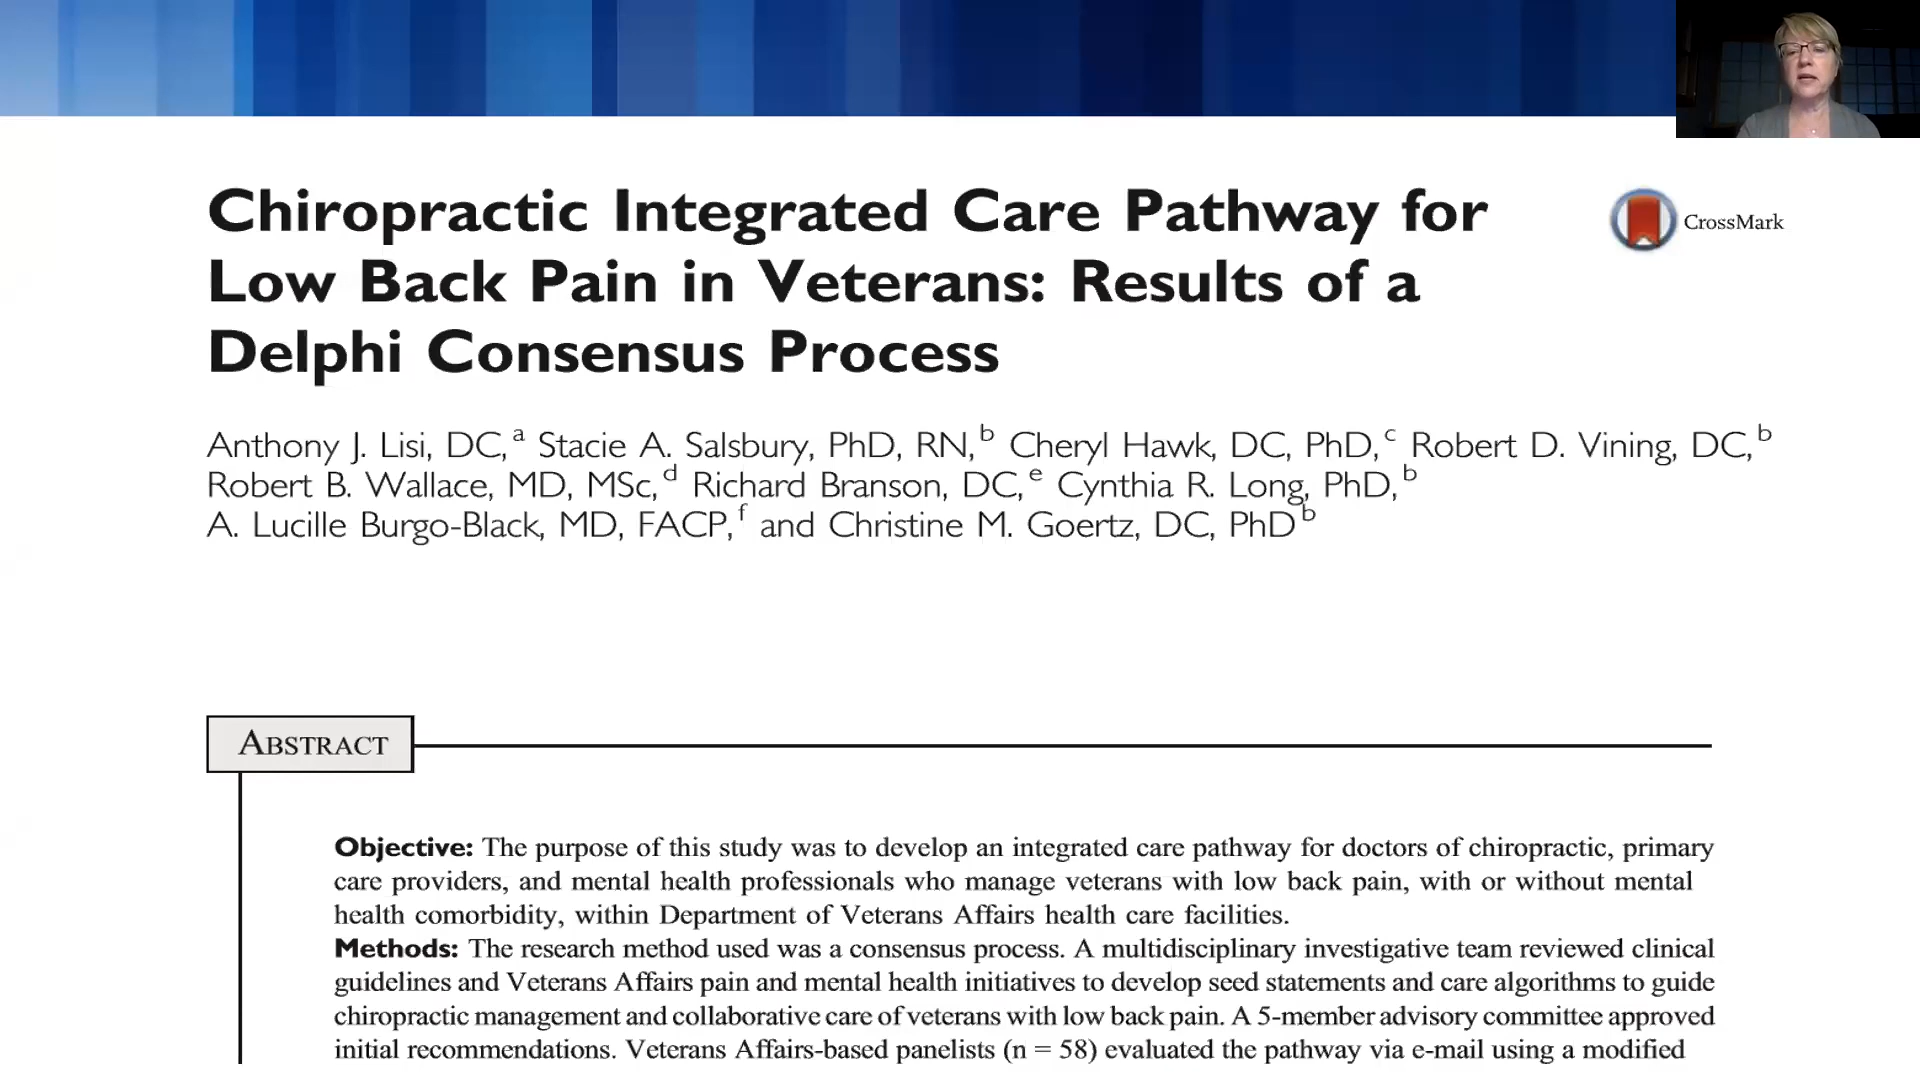 Chiropractic Integrated Care Pathway for
Low Back Pain in Veterans: Results of a
Delphi Consensus Process
CrossMark
Anthony J. Lisi, DC,a Stacie A. Salsbury, PhD, RN,b Cheryl Hawk, DC, PhD,c Robert D. Vining, DC,b
Robert B. Wallace, MD, MSc,d Richard Branson, DC,e Cynthia R. Long, PhD,b
A. Lucille Burgo-Black, MD, FACP,f and Christine M. Goertz, DC, PhDb
ABSTRACT
Objective: The purpose of this study was to develop an integrated care pathway for doctors of chiropractic, primary
care providers, and mental health professionals who manage veterans with low back pain, with or without mental
health comorbidity, within Department of Veterans Affairs health care facilities.
Methods: The research method used was a consensus process. A multidisciplinary investigative team reviewed clinical
guidelines and Veterans Affairs pain and mental health initiatives to develop seed statements and care algorithms to guide
chiropractic management and collaborative care of veterans with low back pain. A 5-member advisory committee approved
initial recommendations. Veterans Affairs-based panelists (n = 58) evaluated the pathway via e-mail using a modified